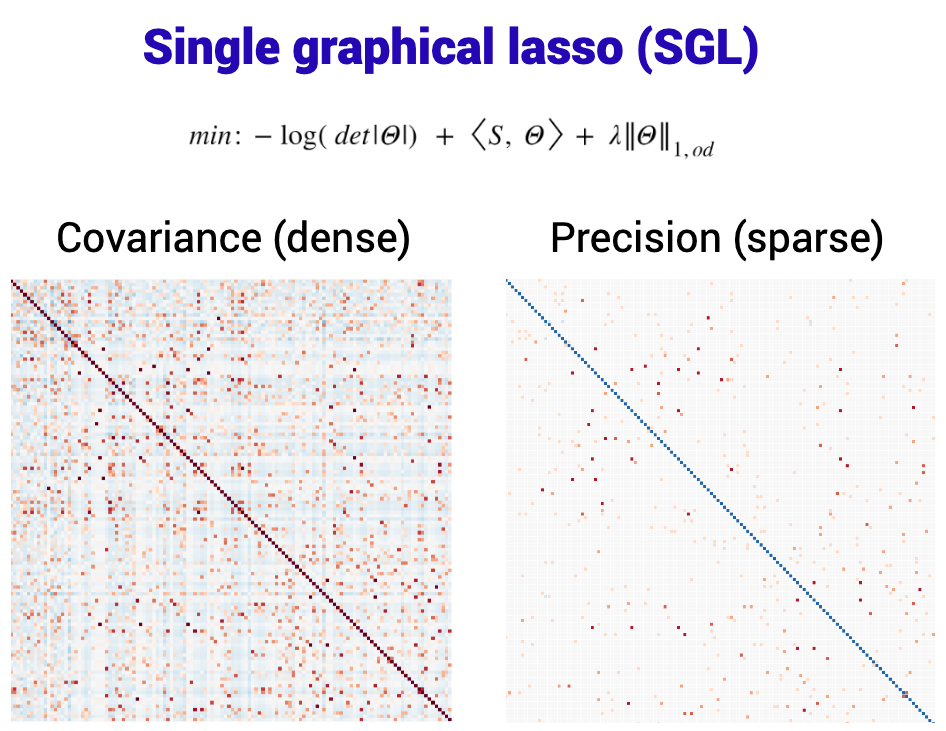 Single graphical lasso (SGL)
min: − log( det|Θ|) + ⟨S, Θ⟩ + λ‖Θ‖₁,od
Covariance (dense) Precision (sparse)